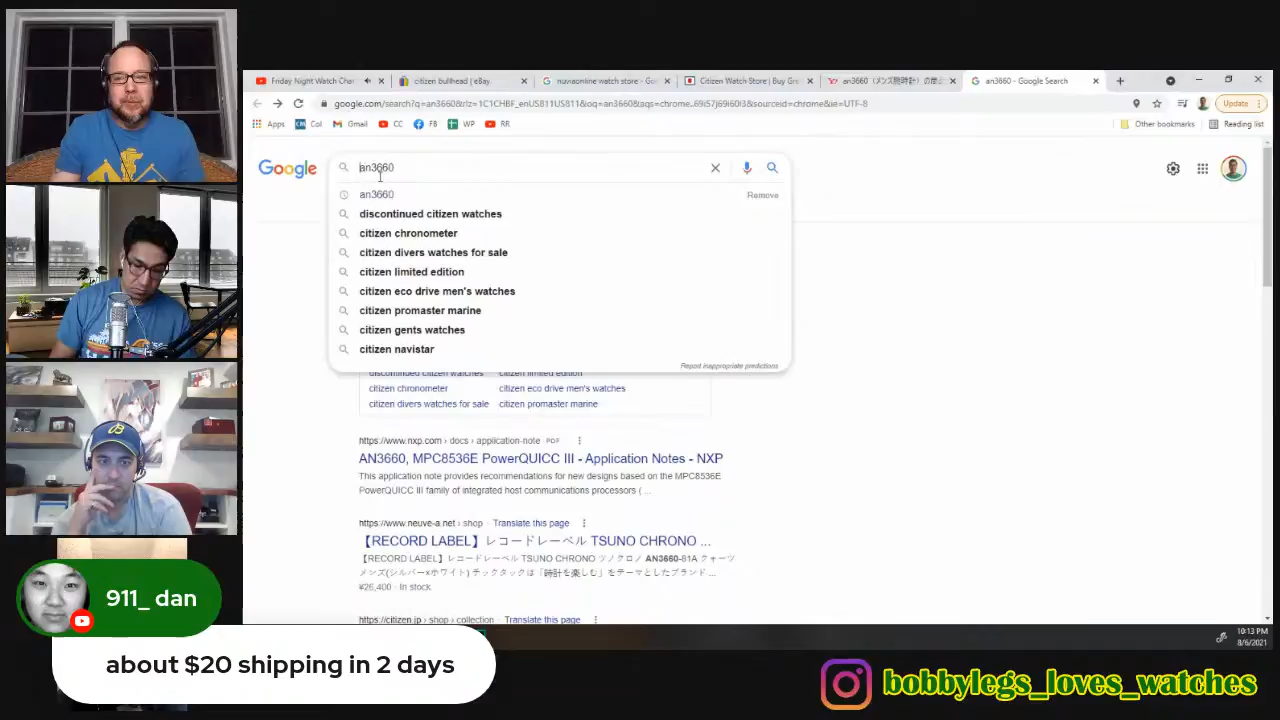 Friday Night Watch Chat
citizen bullhead | eBay
nuvaonline watch store - Go
Citizen Watch Store | Buy Gr
an3660 - Google Search
google.com/search?q=an3660&rlz=1C1CHBF_enUS811US811&oq=an3660&aqs=chrome..69i57j69i60l3&sourceid=chrome&ie=UTF-8
Update
Apps
Col
Gmail
CC
FB
WP
RR
Other bookmarks
Reading list
Google
an3660
an3660
Remove
discontinued citizen watches
citizen chronometer
citizen divers watches for sale
citizen limited edition
citizen eco drive men's watches
citizen promaster marine
citizen gents watches
citizen navistar
Report inappropriate predictions
discontinued citizen watches
citizen limited edition
citizen chronometer
citizen eco drive men's watches
citizen divers watches for sale
citizen promaster marine
https://www.nxp.com › docs › application-note PDF
AN3660, MPC8536E PowerQUICC III - Application Notes - NXP
This application note provides recommendations for new designs based on the MPC8536E
PowerQUICC III family of integrated host communications processors ( ...
https://www.neuve-a.net › shop · Translate this page
【RECORD LABEL】レコードレーベル TSUNO CHRONO ...
【RECORD LABEL】レコードレーベル TSUNO CHRONO ツノクロノ AN3660-81A クォーツ
メンズ(シルバー×ホワイト) チックタックは「時計を楽しむ」をテーマとしたブランド ...
¥26,400 · In stock
https://citizen.jp › shop › collection · Translate this page
10:13 PM
8/6/2021
911_ dan
about $20 shipping in 2 days
bobbylegs_loves_watches